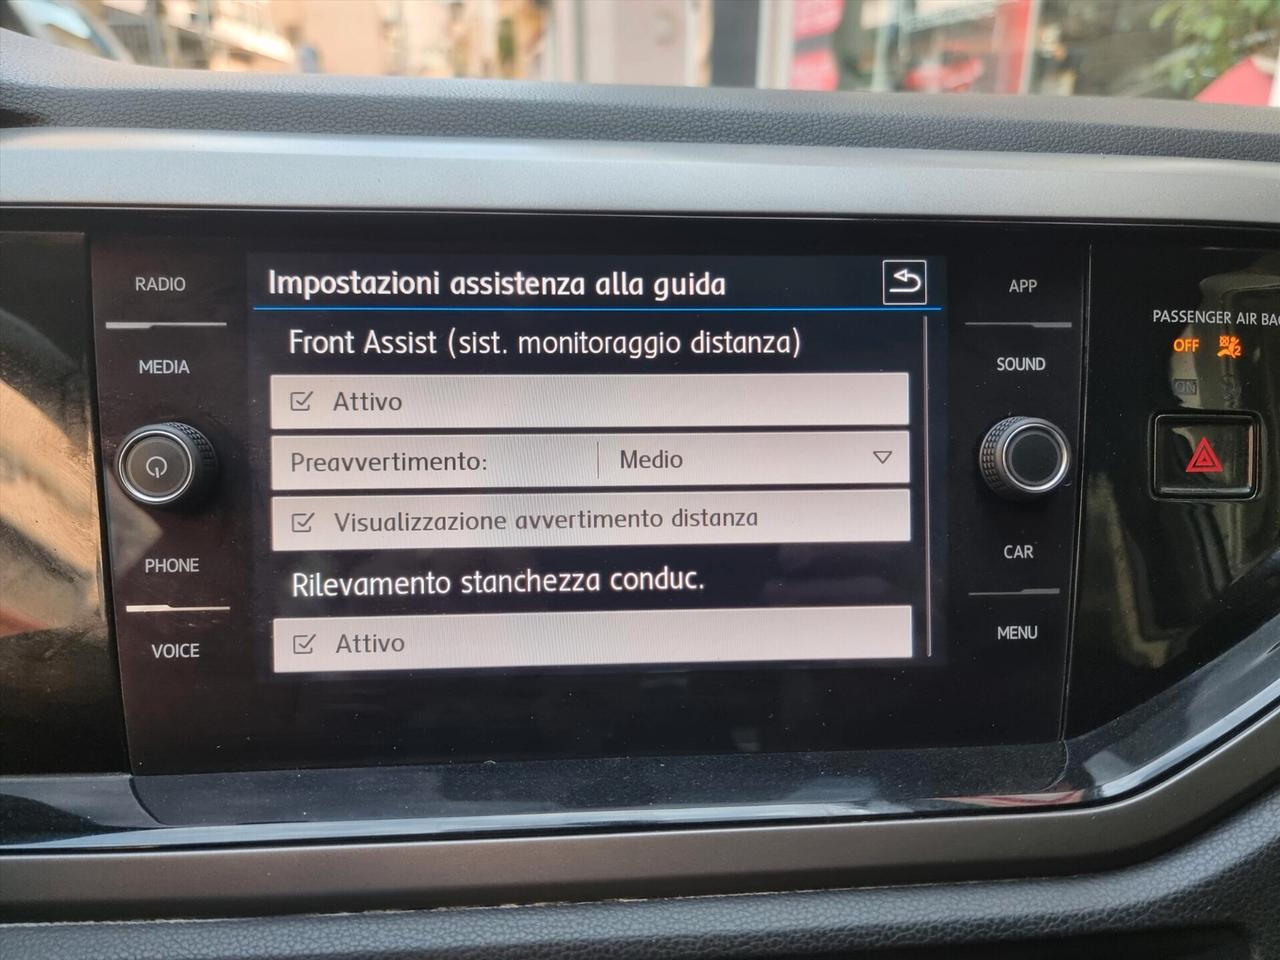 Impostazioni assistenza alla guida
Front Assist (sist. monitoraggio distanza)
Attivo
Preavvertimento: Medio
Visualizzazione avvertimento distanza
Rilevamento stanchezza conduc.
Attivo
RADIO
MEDIA
PHONE
VOICE
APP
SOUND
CAR
MENU
PASSENGER AIR BAG
OFF
ON